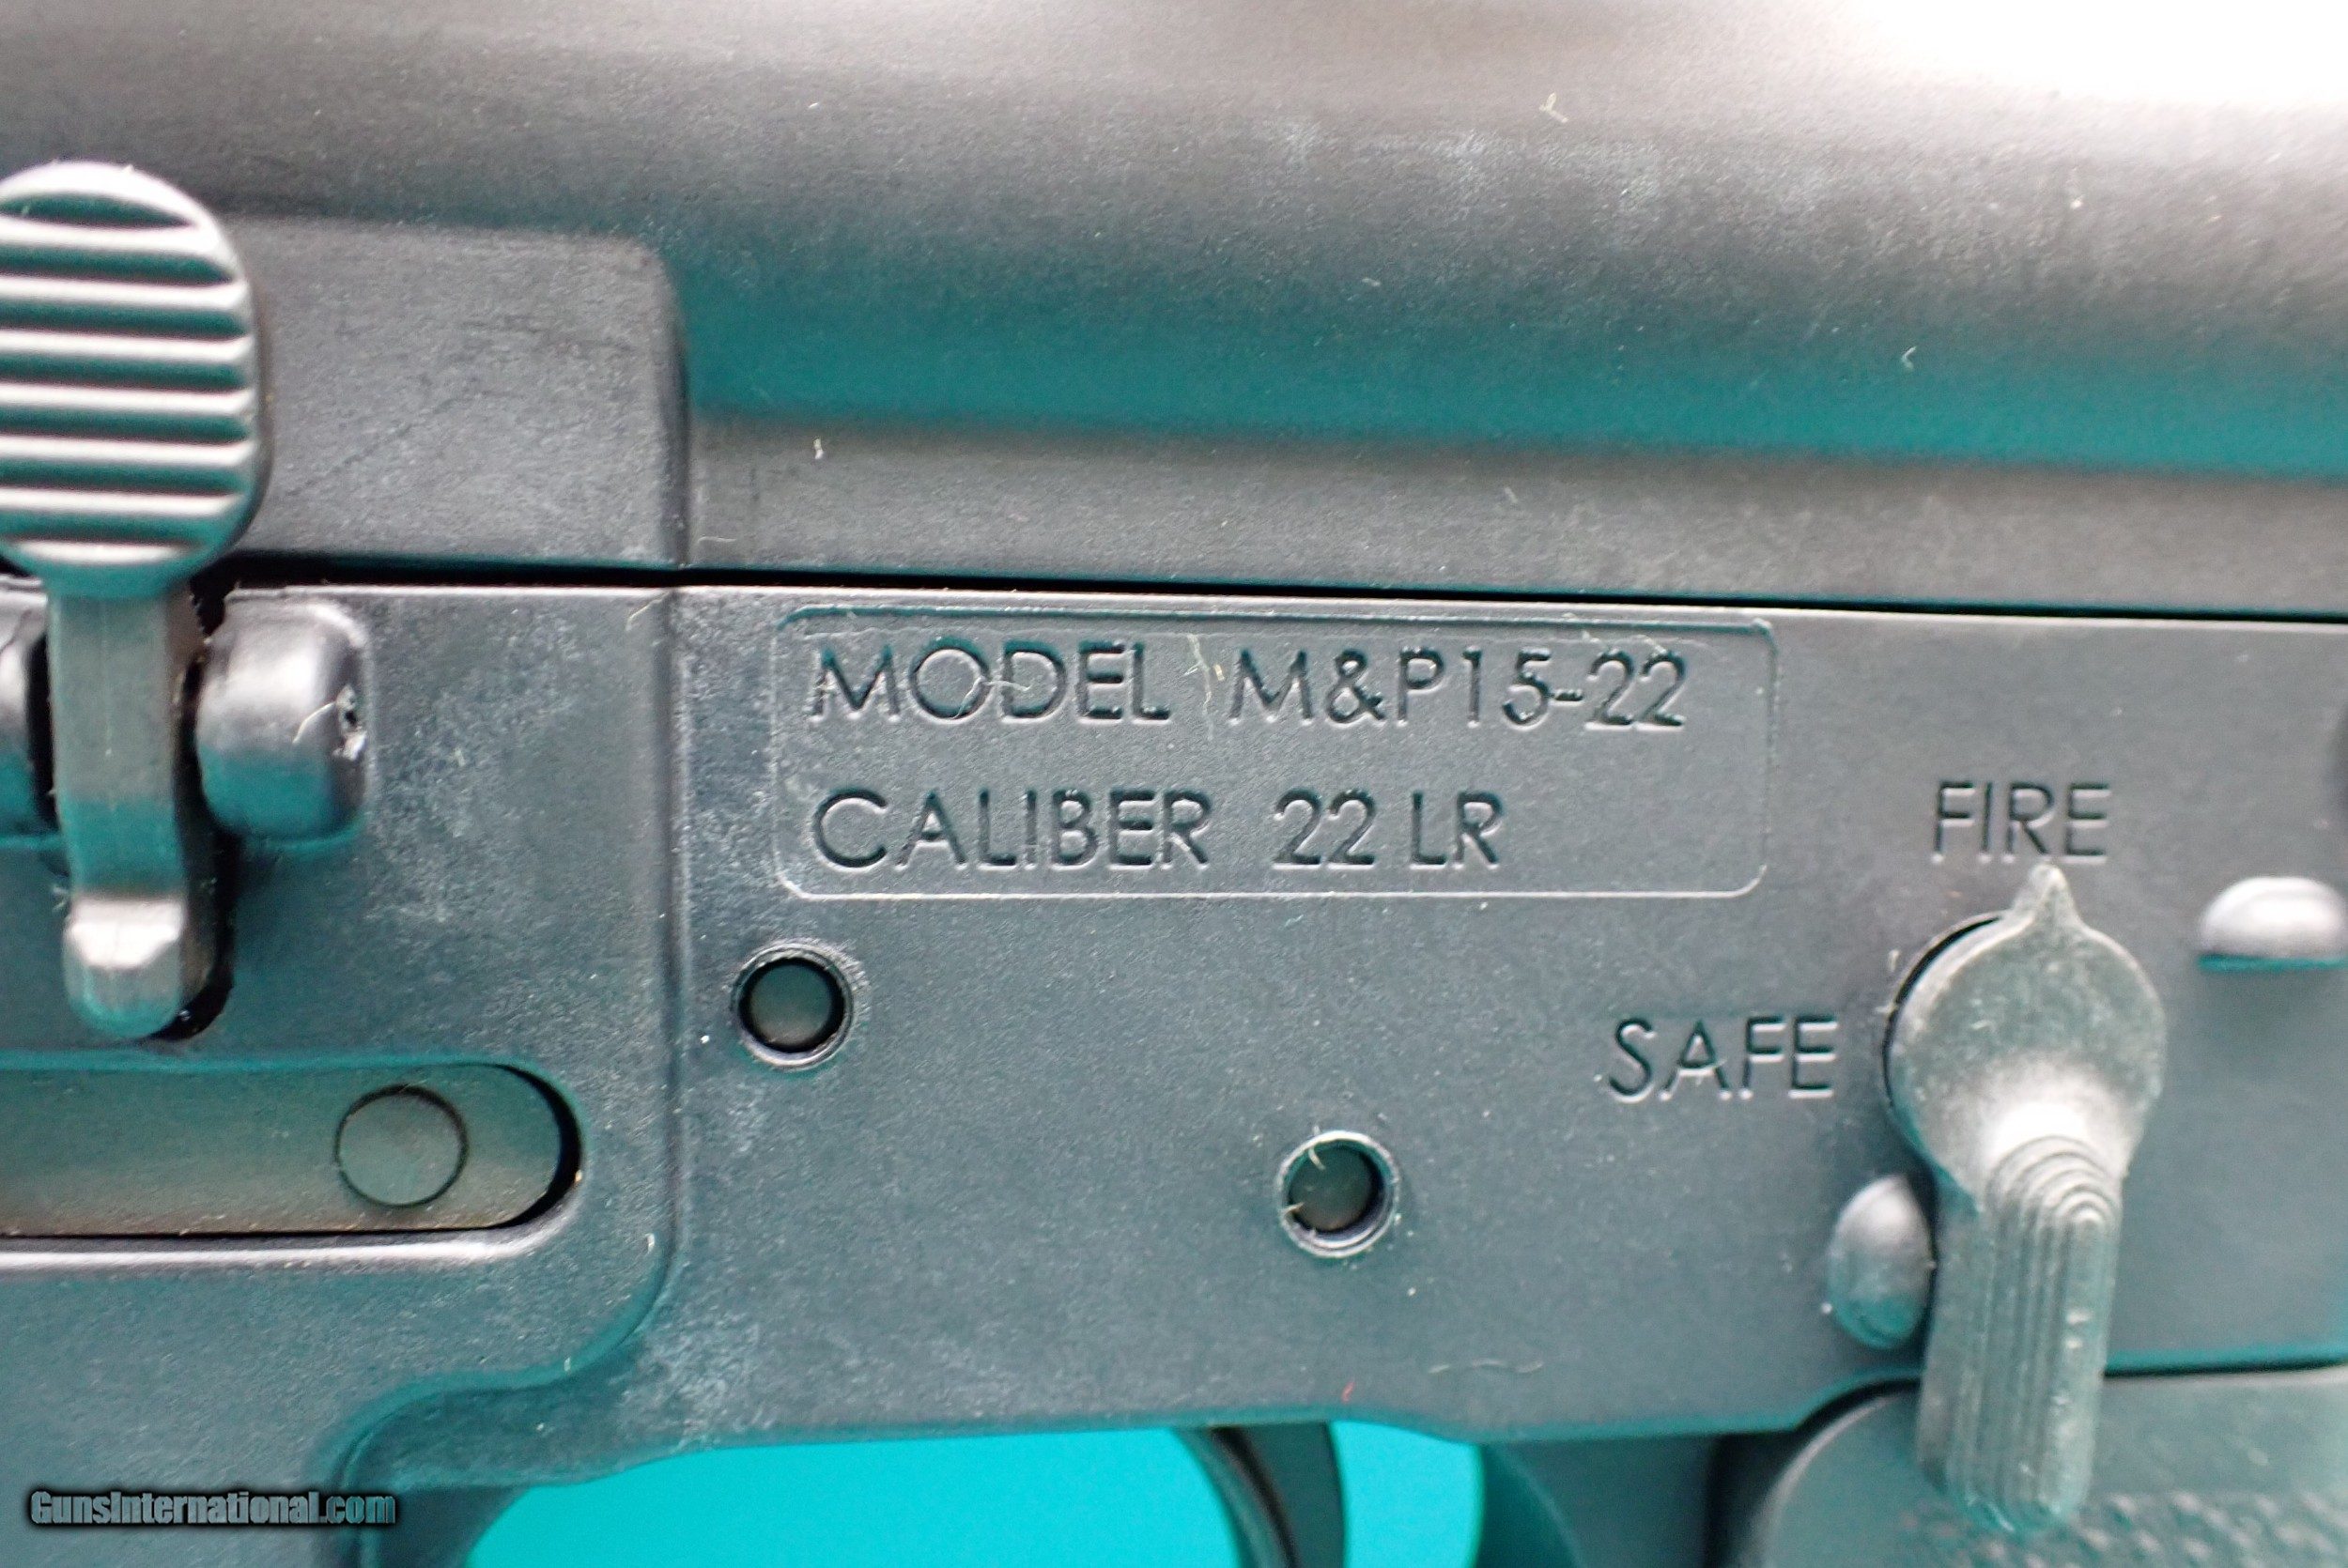 MODEL M&P15-22
CALIBER 22 LR
FIRE
SAFE
GunsInternational.com